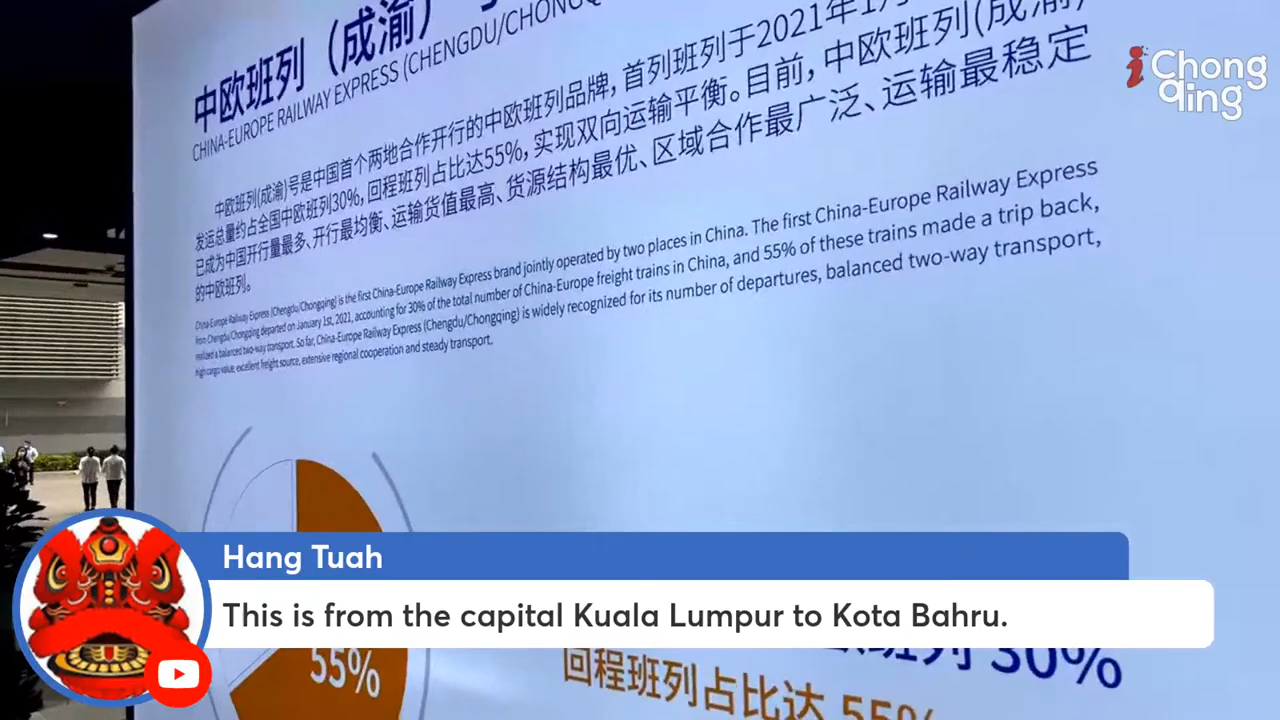 中欧班列（成渝）
CHINA-EUROPE RAILWAY EXPRESS (CHENGDU/CHONGQ
中欧班列(成渝)号是中国首个两地合作开行的中欧班列品牌，首列班列于2021年1月
发运总量约占全国中欧班列30%，回程班列占比达55%，实现双向运输平衡。目前，中欧班列(成渝)
已成为中国开行量最多、开行最均衡、运输货值最高、货源结构最优、区域合作最广泛、运输最稳定
的中欧班列。
China-Europe Railway Express (Chengdu/Chongqing) is the first China-Europe Railway Express brand jointly operated by two places in China. The first China-Europe Railway Express
from Chengdu/Chongqing departed on January 1st, 2021, accounting for 30% of the total number of China-Europe freight trains in China, and 55% of these trains made a trip back,
realized a balanced two-way transport. So far, China-Europe Railway Express (Chengdu/Chongqing) is widely recognized for its number of departures, balanced two-way transport,
high cargo value, excellent freight source, extensive regional cooperation and steady transport.
iChong
qing
Hang Tuah
This is from the capital Kuala Lumpur to Kota Bahru.
班列 30%
55%
回程班列占比达 55%